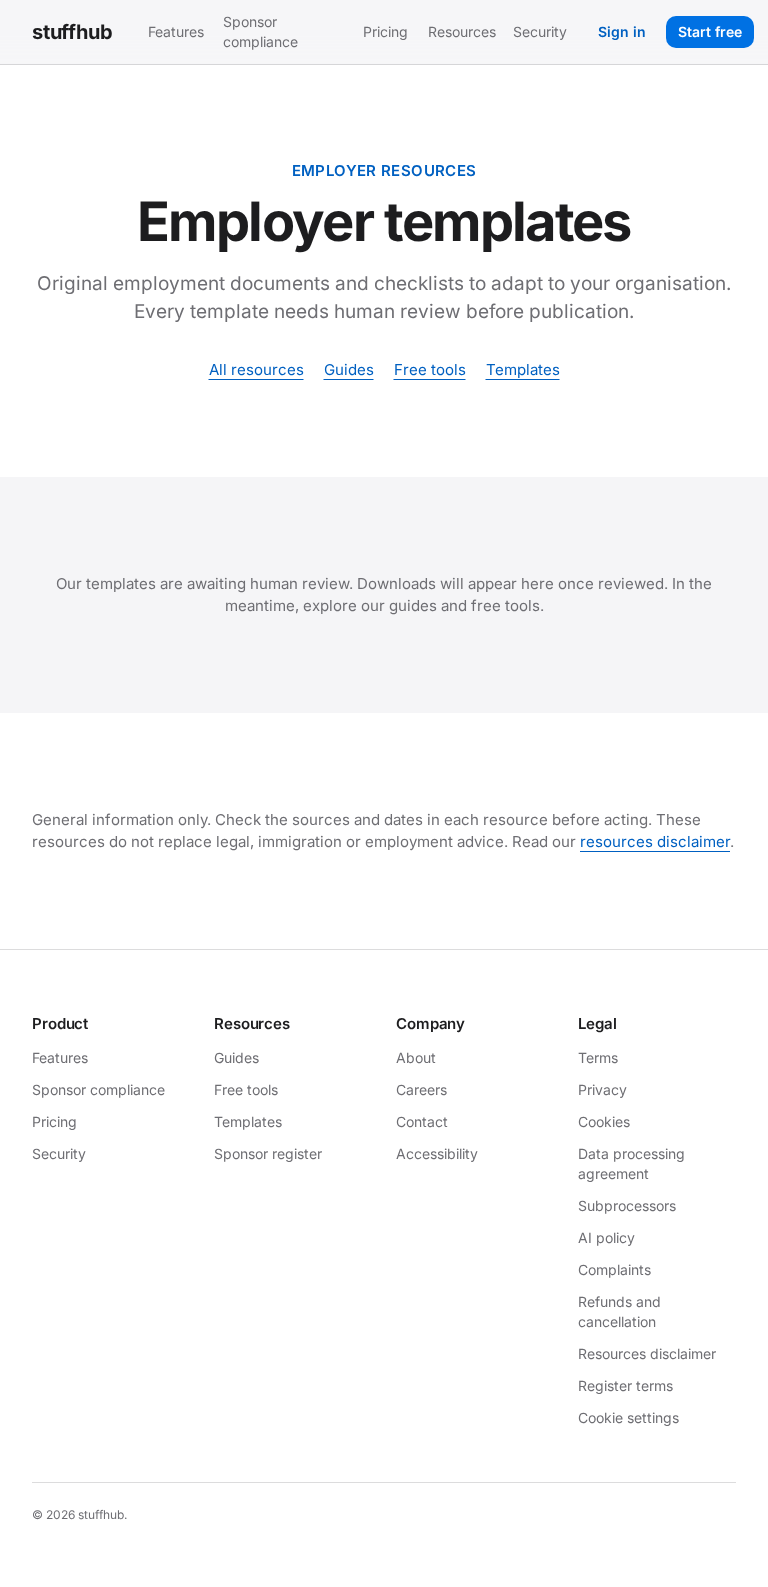 stuffhub
Features
Sponsor
compliance
Pricing
Resources
Security
Sign in
Start free
EMPLOYER RESOURCES
Employer templates
Original employment documents and checklists to adapt to your organisation.
Every template needs human review before publication.
All resources
Guides
Free tools
Templates
Our templates are awaiting human review. Downloads will appear here once reviewed. In the
meantime, explore our guides and free tools.
General information only. Check the sources and dates in each resource before acting. These
resources do not replace legal, immigration or employment advice. Read our resources disclaimer.
Product
Features
Sponsor compliance
Pricing
Security
Resources
Guides
Free tools
Templates
Sponsor register
Company
About
Careers
Contact
Accessibility
Legal
Terms
Privacy
Cookies
Data processing
agreement
Subprocessors
AI policy
Complaints
Refunds and
cancellation
Resources disclaimer
Register terms
Cookie settings
© 2026 stuffhub.